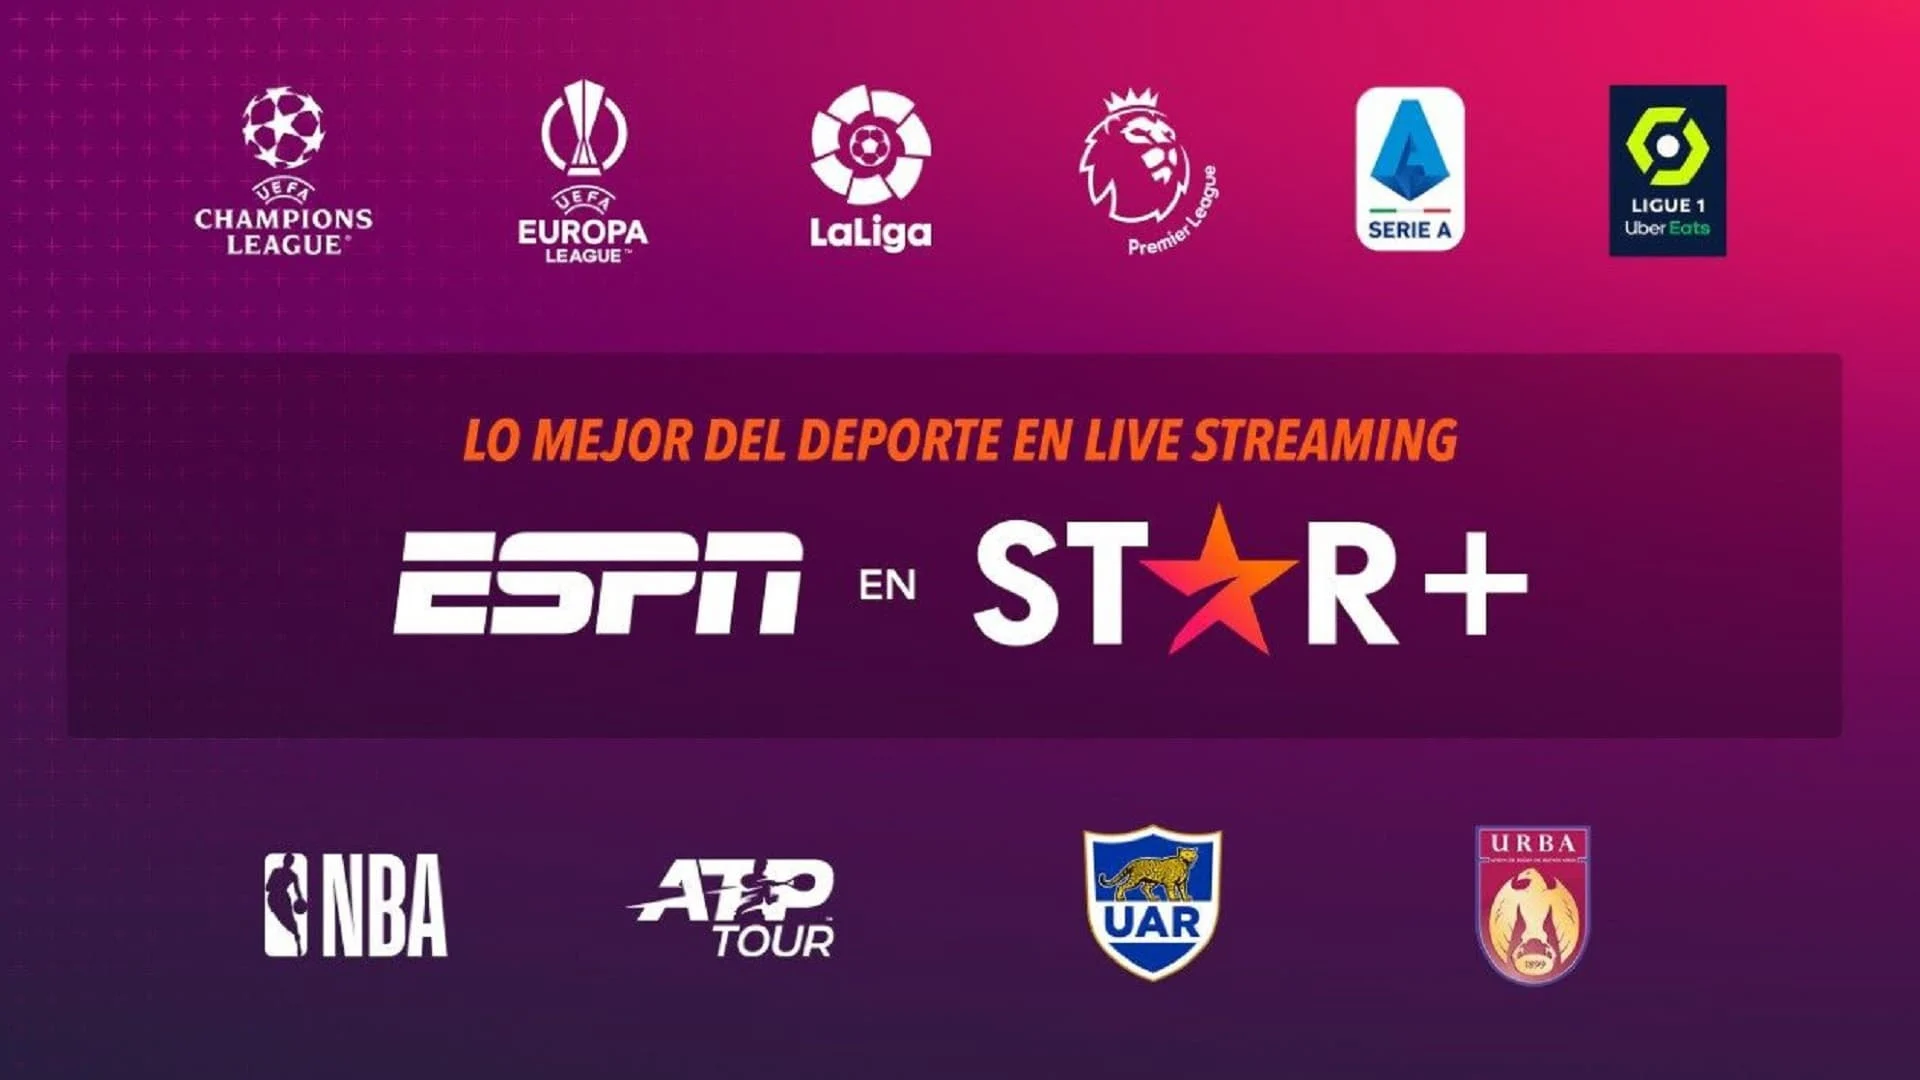 UEFA
CHAMPIONS
LEAGUE
UEFA
EUROPA
LEAGUE™
LaLiga
Premier League
SERIE A
LIGUE 1
Uber Eats
LO MEJOR DEL DEPORTE EN LIVE STREAMING
ESPN EN STAR+
NBA
ATP
TOUR
UAR
URBA
1899